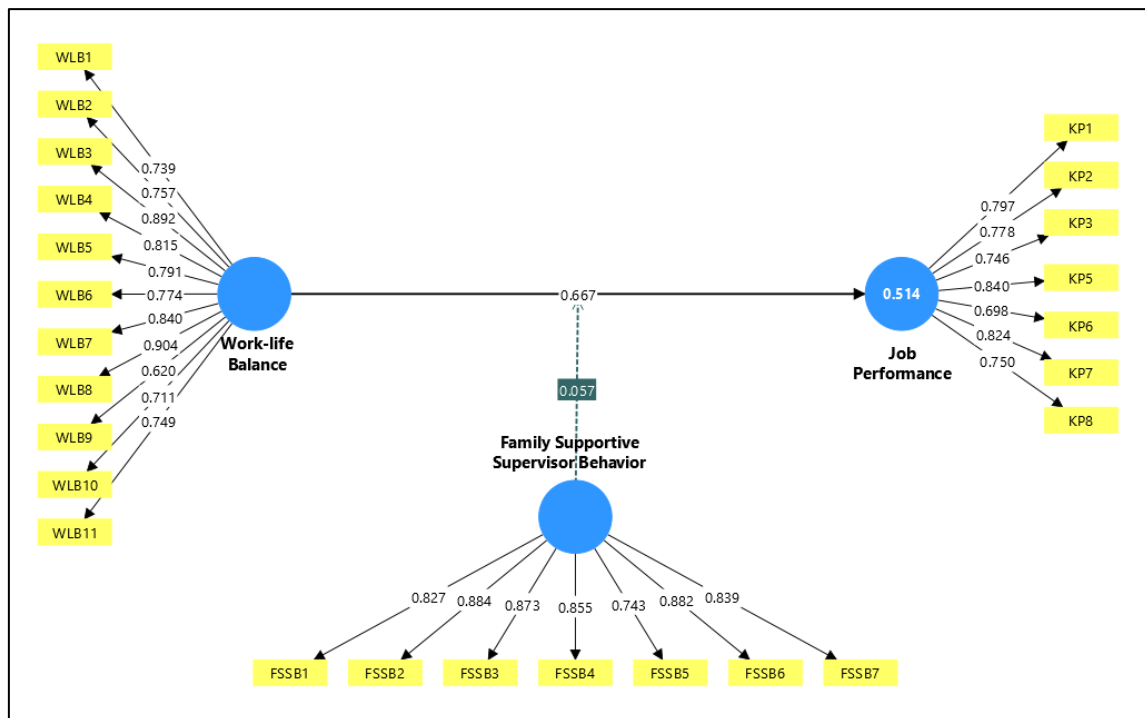 WLB1
WLB2
WLB3
WLB4
WLB5
WLB6
WLB7
WLB8
WLB9
WLB10
WLB11
0.739
0.757
0.892
0.815
0.791
0.774
0.840
0.904
0.620
0.711
0.749
Work-life
Balance
0.667
0.057
Family Supportive
Supervisor Behavior
0.514
Job
Performance
0.797
0.778
0.746
0.840
0.698
0.824
0.750
KP1
KP2
KP3
KP5
KP6
KP7
KP8
0.827
0.884
0.873
0.855
0.743
0.882
0.839
FSSB1
FSSB2
FSSB3
FSSB4
FSSB5
FSSB6
FSSB7